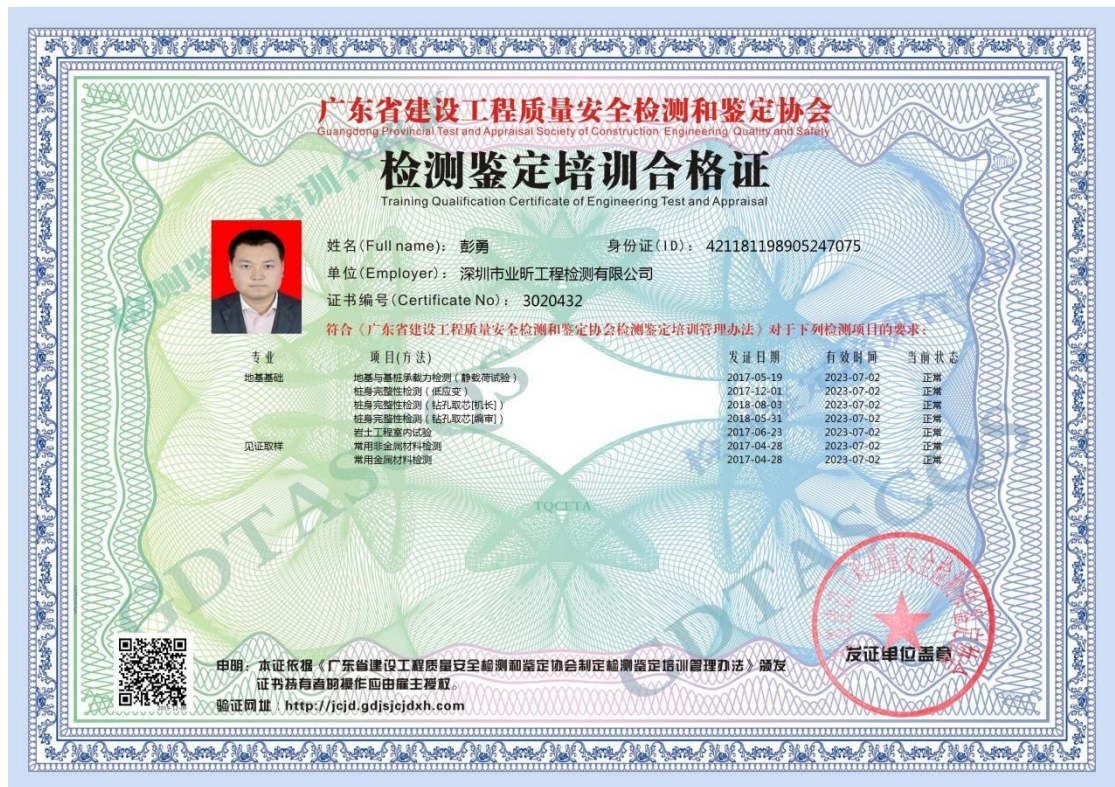 广东省建设工程质量安全检测和鉴定协会
Guangdong Provincial Test and Appraisal Society of Construction Engineering Quality and Safety
检测鉴定培训合格证
Training Qualification Certificate of Engineering Test and Appraisal
姓名(Full name)： 彭勇 身份证(ID)： 421181198905247075
单位(Employer)： 深圳市业昕工程检测有限公司
证书编号(Certificate No)： 3020432
符合《广东省建设工程质量安全检测和鉴定协会检测鉴定培训管理办法》对于下列检测项目的要求：
专业 项目(方法) 发证日期 有效时间 当前状态
地基基础 地基与基桩承载力检测（静载荷试验） 2017-05-19 2023-07-02 正常
桩身完整性检测（低应变） 2017-12-01 2023-07-02 正常
桩身完整性检测（钻孔取芯[机长]） 2018-08-03 2023-07-02 正常
桩身完整性检测（钻孔取芯[编审]） 2018-05-31 2023-07-02 正常
岩土工程室内试验 2017-06-23 2023-07-02 正常
见证取样 常用非金属材料检测 2017-04-28 2023-07-02 正常
常用金属材料检测 2017-04-28 2023-07-02 正常
TQCETA
GDTASCQS
GDTASCQS
发证单位盖章
申明：本证依据《广东省建设工程质量安全检测和鉴定协会制定检测鉴定培训管理办法》颁发
证书持有者的操作应由雇主授权。
验证网址：http://jcjd.gdjsjcjdxh.com